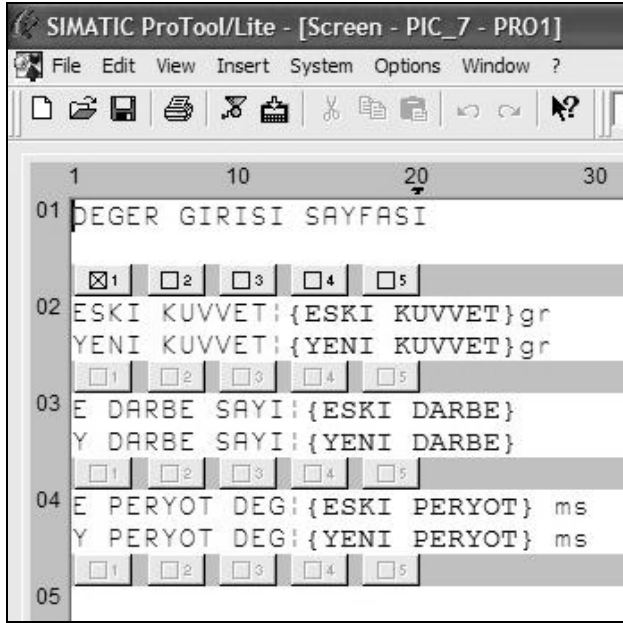 SIMATIC ProTool/Lite - [Screen - PIC_7 - PRO1]
File Edit View Insert System Options Window ?
1 10 20 30
01 DEGER GIRISI SAYFASI
1 2 3 4 5
02 ESKI KUVVET¦{ESKI KUVVET}gr
YENI KUVVET¦{YENI KUVVET}gr
1 2 3 4 5
03 E DARBE SAYI¦{ESKI DARBE}
Y DARBE SAYI¦{YENI DARBE}
1 2 3 4 5
04 E PERYOT DEG¦{ESKI PERYOT} ms
Y PERYOT DEG¦{YENI PERYOT} ms
1 2 3 4 5
05